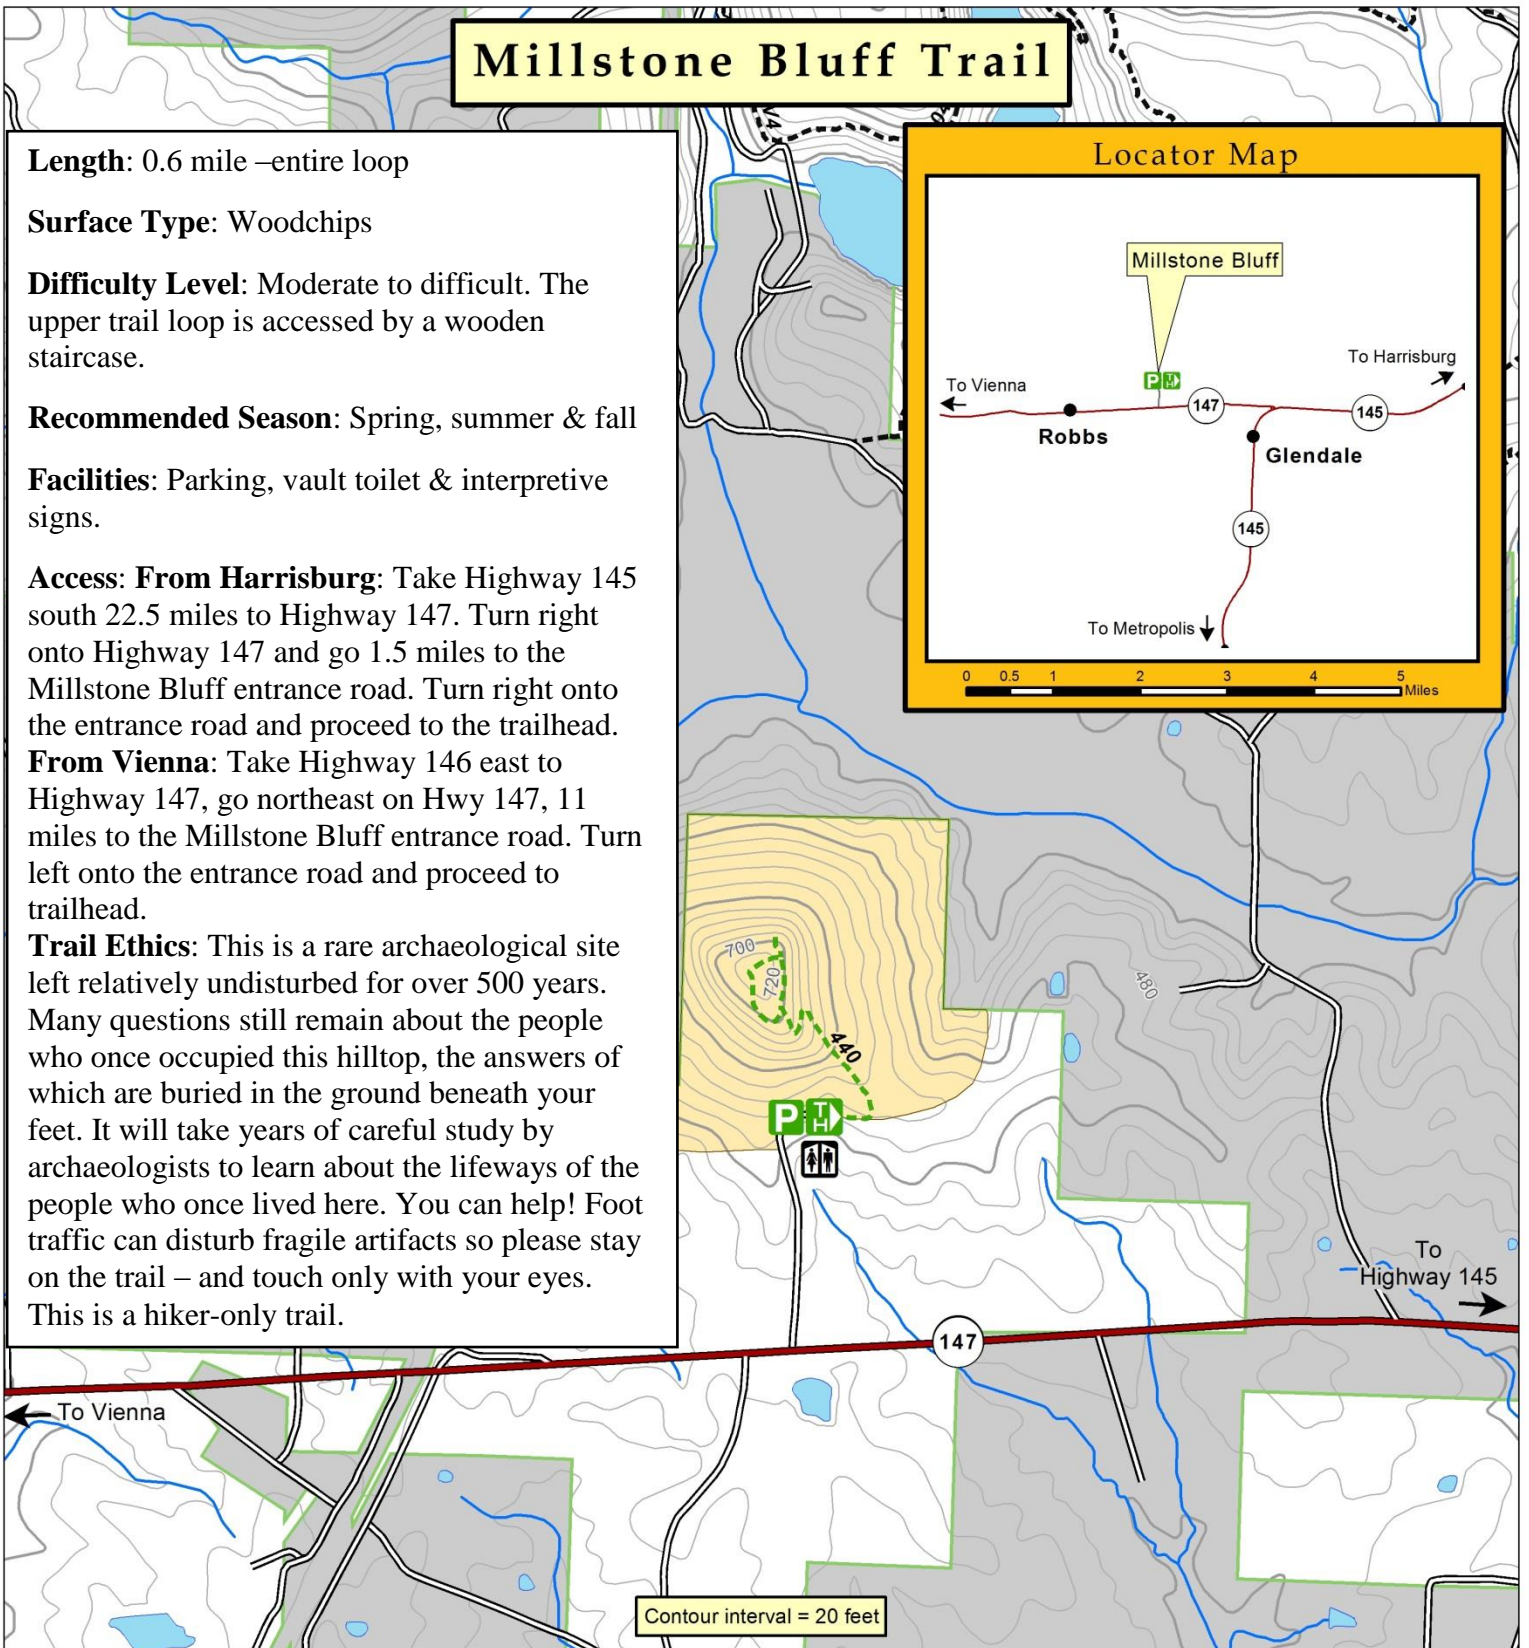 Millstone Bluff Trail
Length: 0.6 mile –entire loop
Surface Type: Woodchips
Difficulty Level: Moderate to difficult. The
upper trail loop is accessed by a wooden
staircase.
Recommended Season: Spring, summer & fall
Facilities: Parking, vault toilet & interpretive
signs.
Access: From Harrisburg: Take Highway 145
south 22.5 miles to Highway 147. Turn right
onto Highway 147 and go 1.5 miles to the
Millstone Bluff entrance road. Turn right onto
the entrance road and proceed to the trailhead.
From Vienna: Take Highway 146 east to
Highway 147, go northeast on Hwy 147, 11
miles to the Millstone Bluff entrance road. Turn
left onto the entrance road and proceed to
trailhead.
Trail Ethics: This is a rare archaeological site
left relatively undisturbed for over 500 years.
Many questions still remain about the people
who once occupied this hilltop, the answers of
which are buried in the ground beneath your
feet. It will take years of careful study by
archaeologists to learn about the lifeways of the
people who once lived here. You can help! Foot
traffic can disturb fragile artifacts so please stay
on the trail – and touch only with your eyes.
This is a hiker-only trail.
Locator Map
Millstone Bluff
To Harrisburg
To Vienna
P TH
147
145
Robbs
Glendale
145
To Metropolis
0 0.5 1 2 3 4 5
Miles
700
720
480
440
P TH
To
Highway 145
147
To Vienna
Contour interval = 20 feet